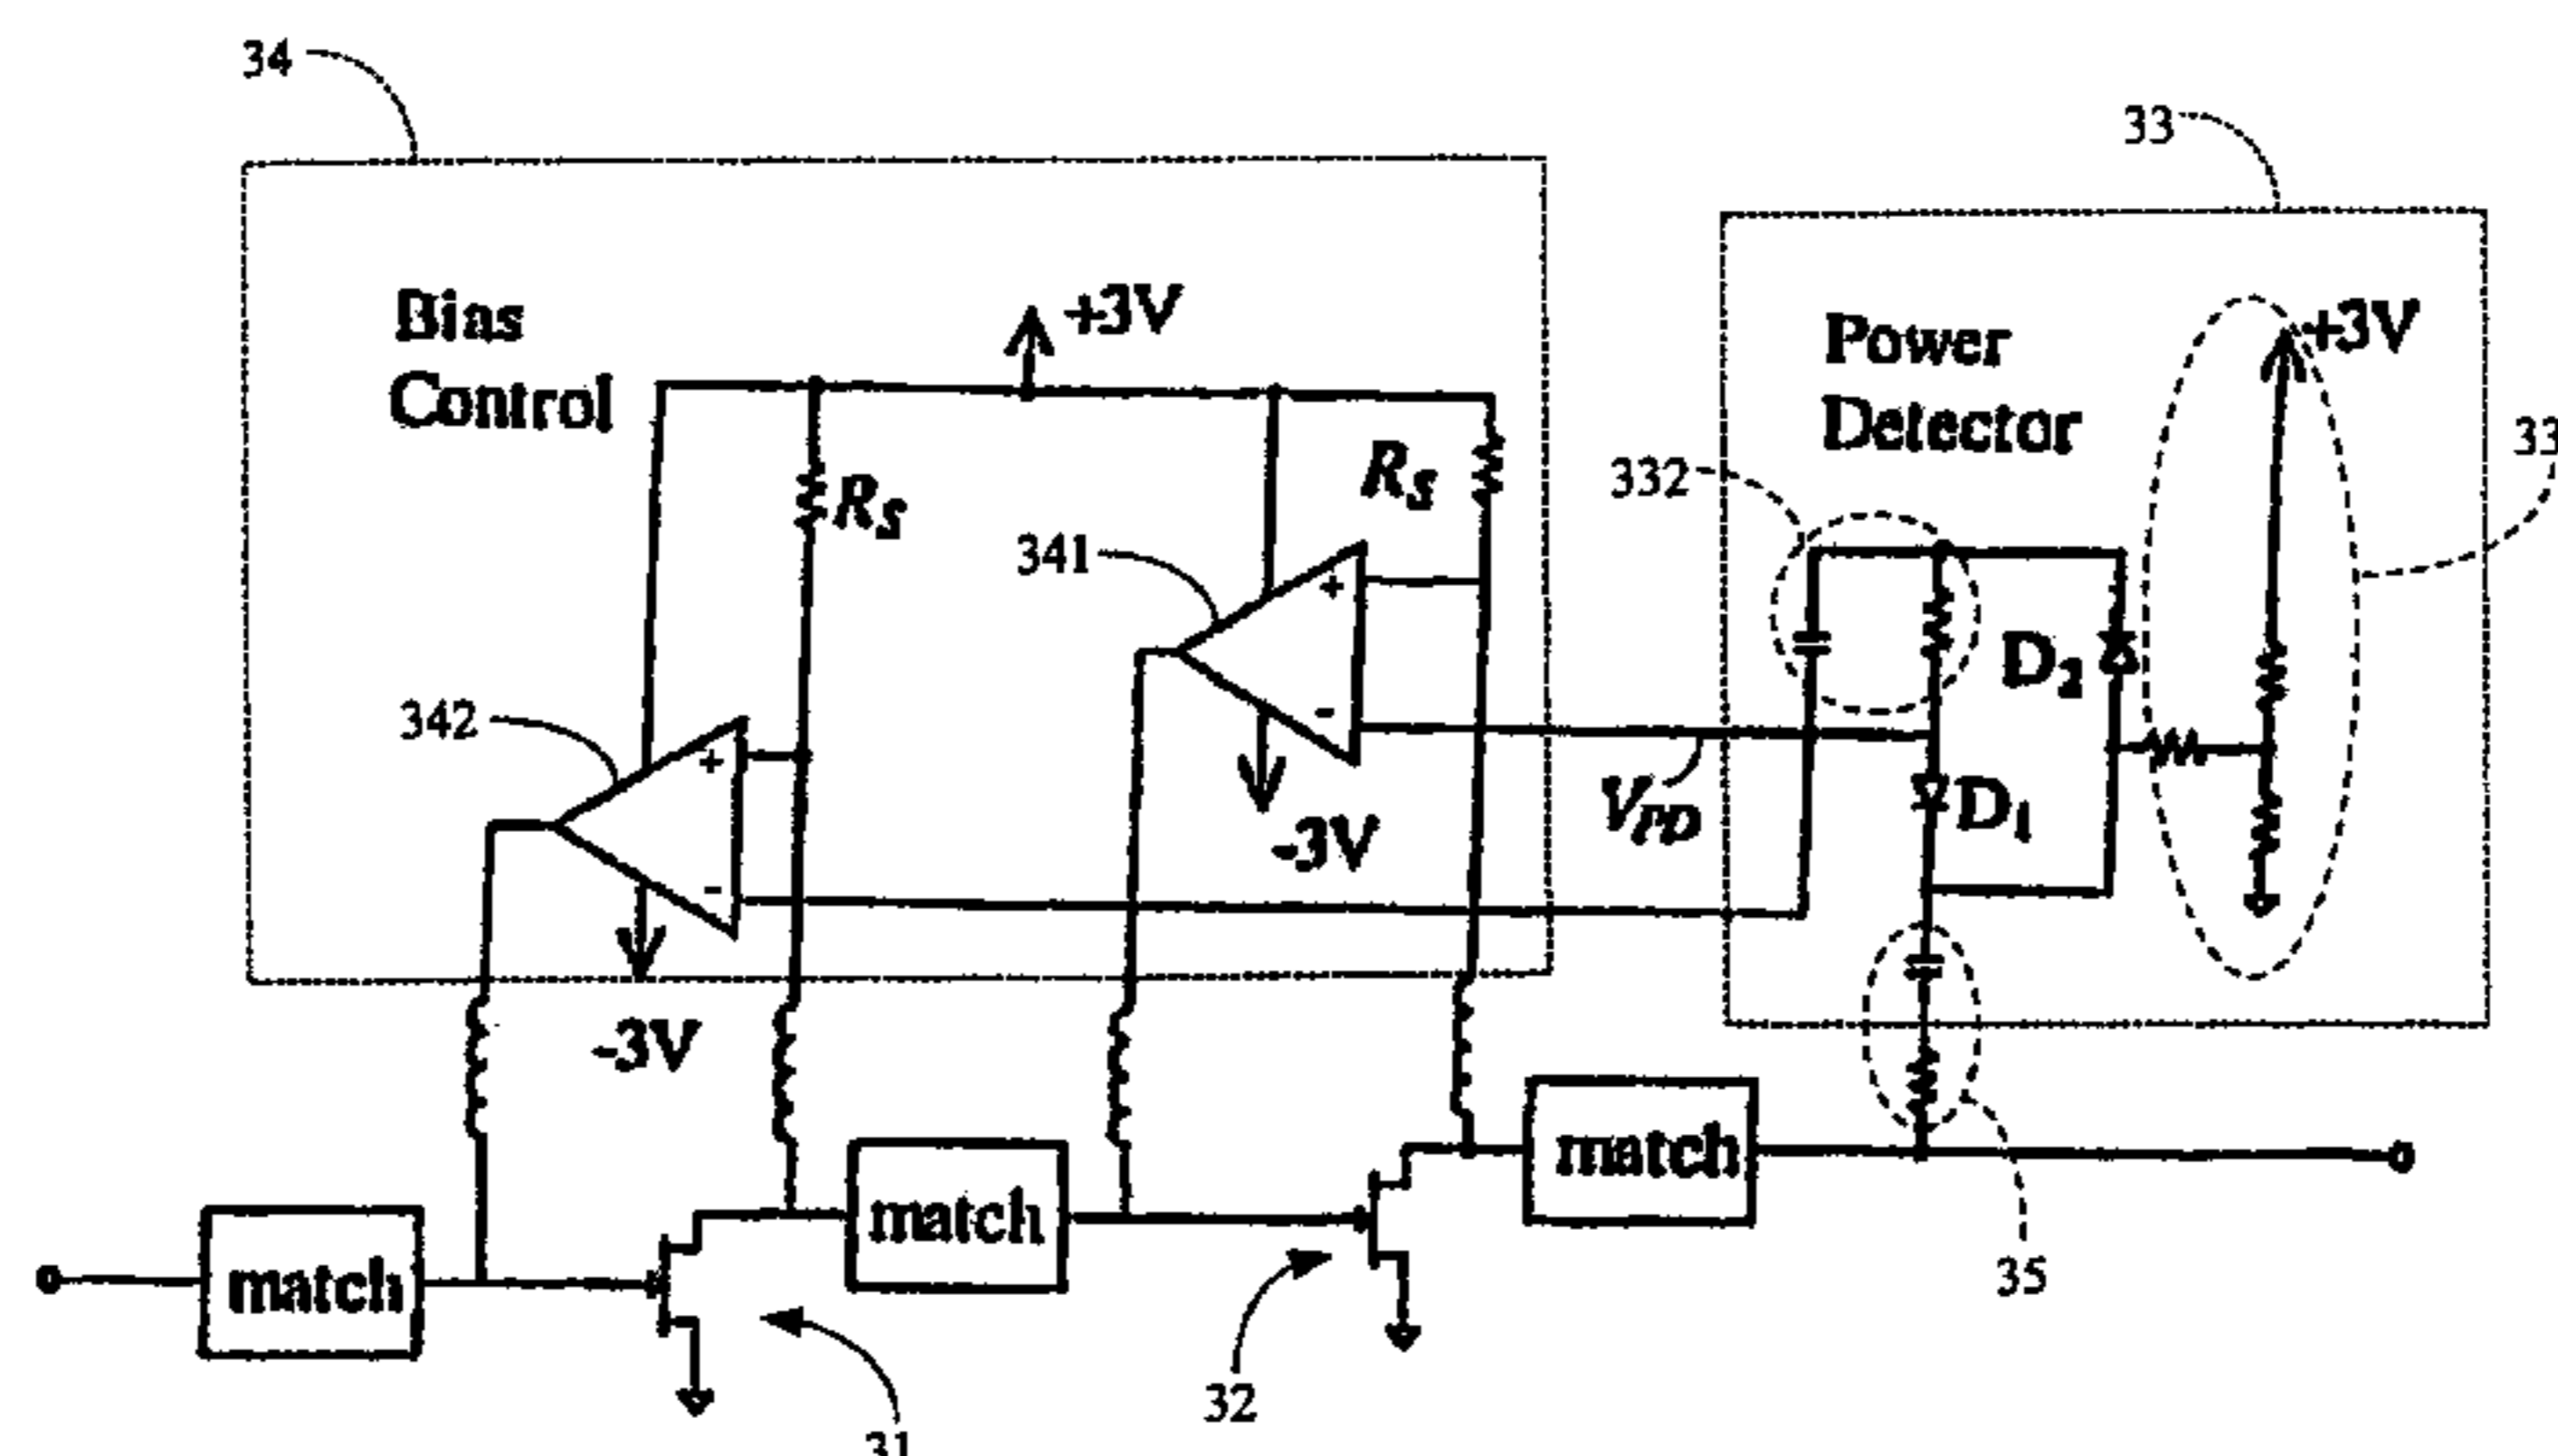 34
33
Bias
Control
+3V
Power
Detector
+3V
33
RS
RS
332
341
342
+
-
+
-
D2
D1
VPD
-3V
-3V
match
match
match
35
31
32